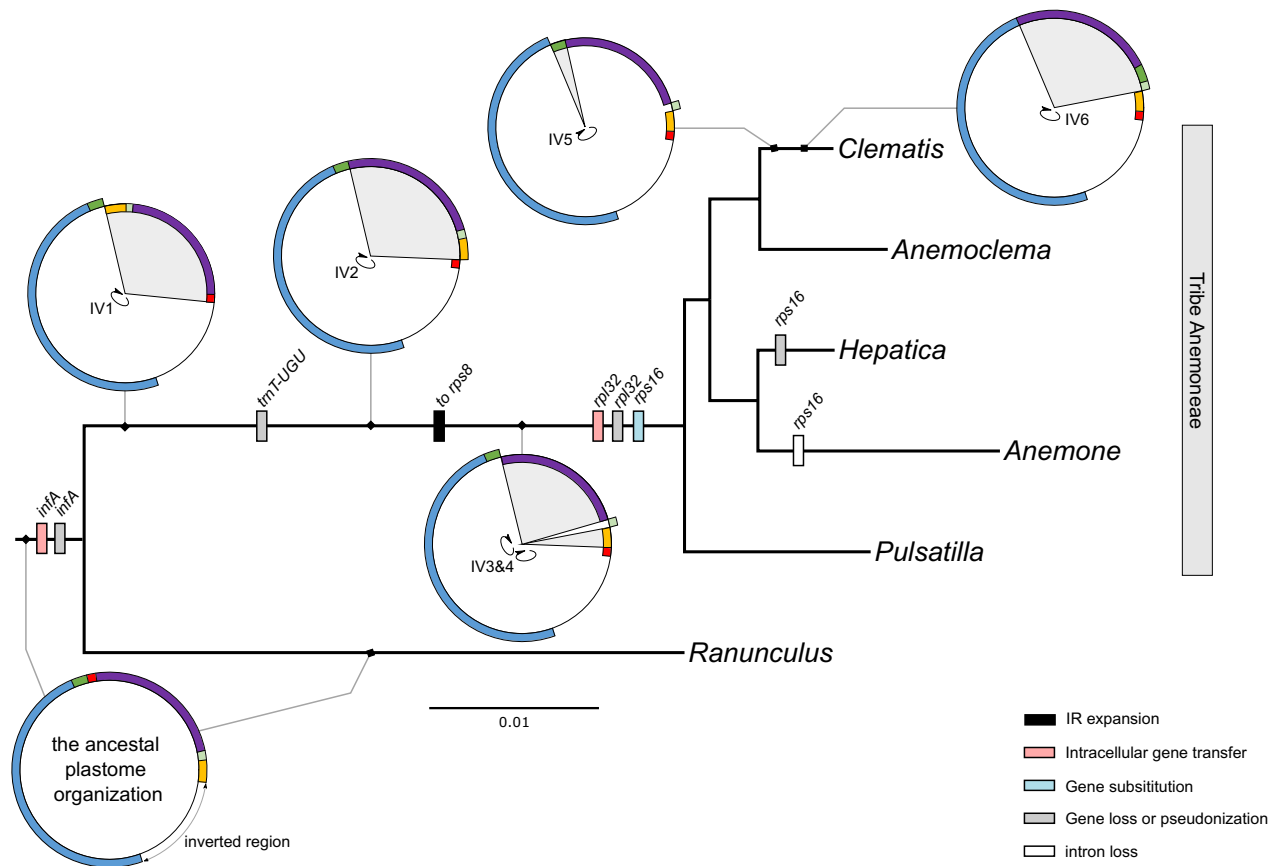 IV5
IV6
Clematis
IV2
Anemoclema
IV1
rps16
Hepatica
trnT-UGU
to rps8
rpl32
rpl32
rps16
rps16
Anemone
Tribe Anemoneae
infA
infA
IV3&4
Pulsatilla
Ranunculus
0.01
the ancestal
plastome
organization
inverted region
IR expansion
Intracellular gene transfer
Gene subsititution
Gene loss or pseudonization
intron loss